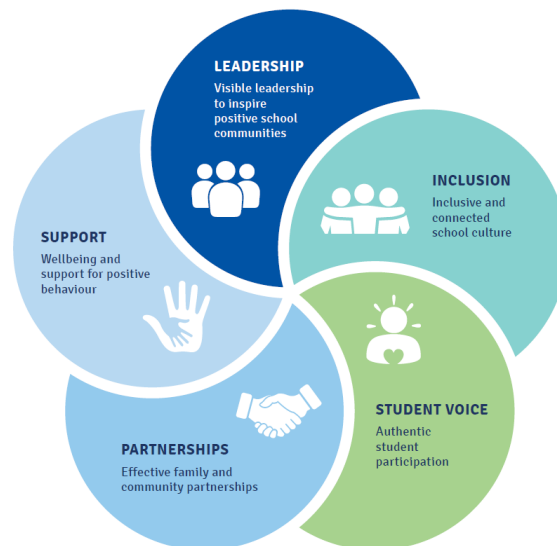 LEADERSHIP
Visible leadership
to inspire
positive school
communities
INCLUSION
Inclusive and
connected
school culture
SUPPORT
Wellbeing and
support for positive
behaviour
STUDENT VOICE
Authentic
student
participation
PARTNERSHIPS
Effective family and
community partnerships